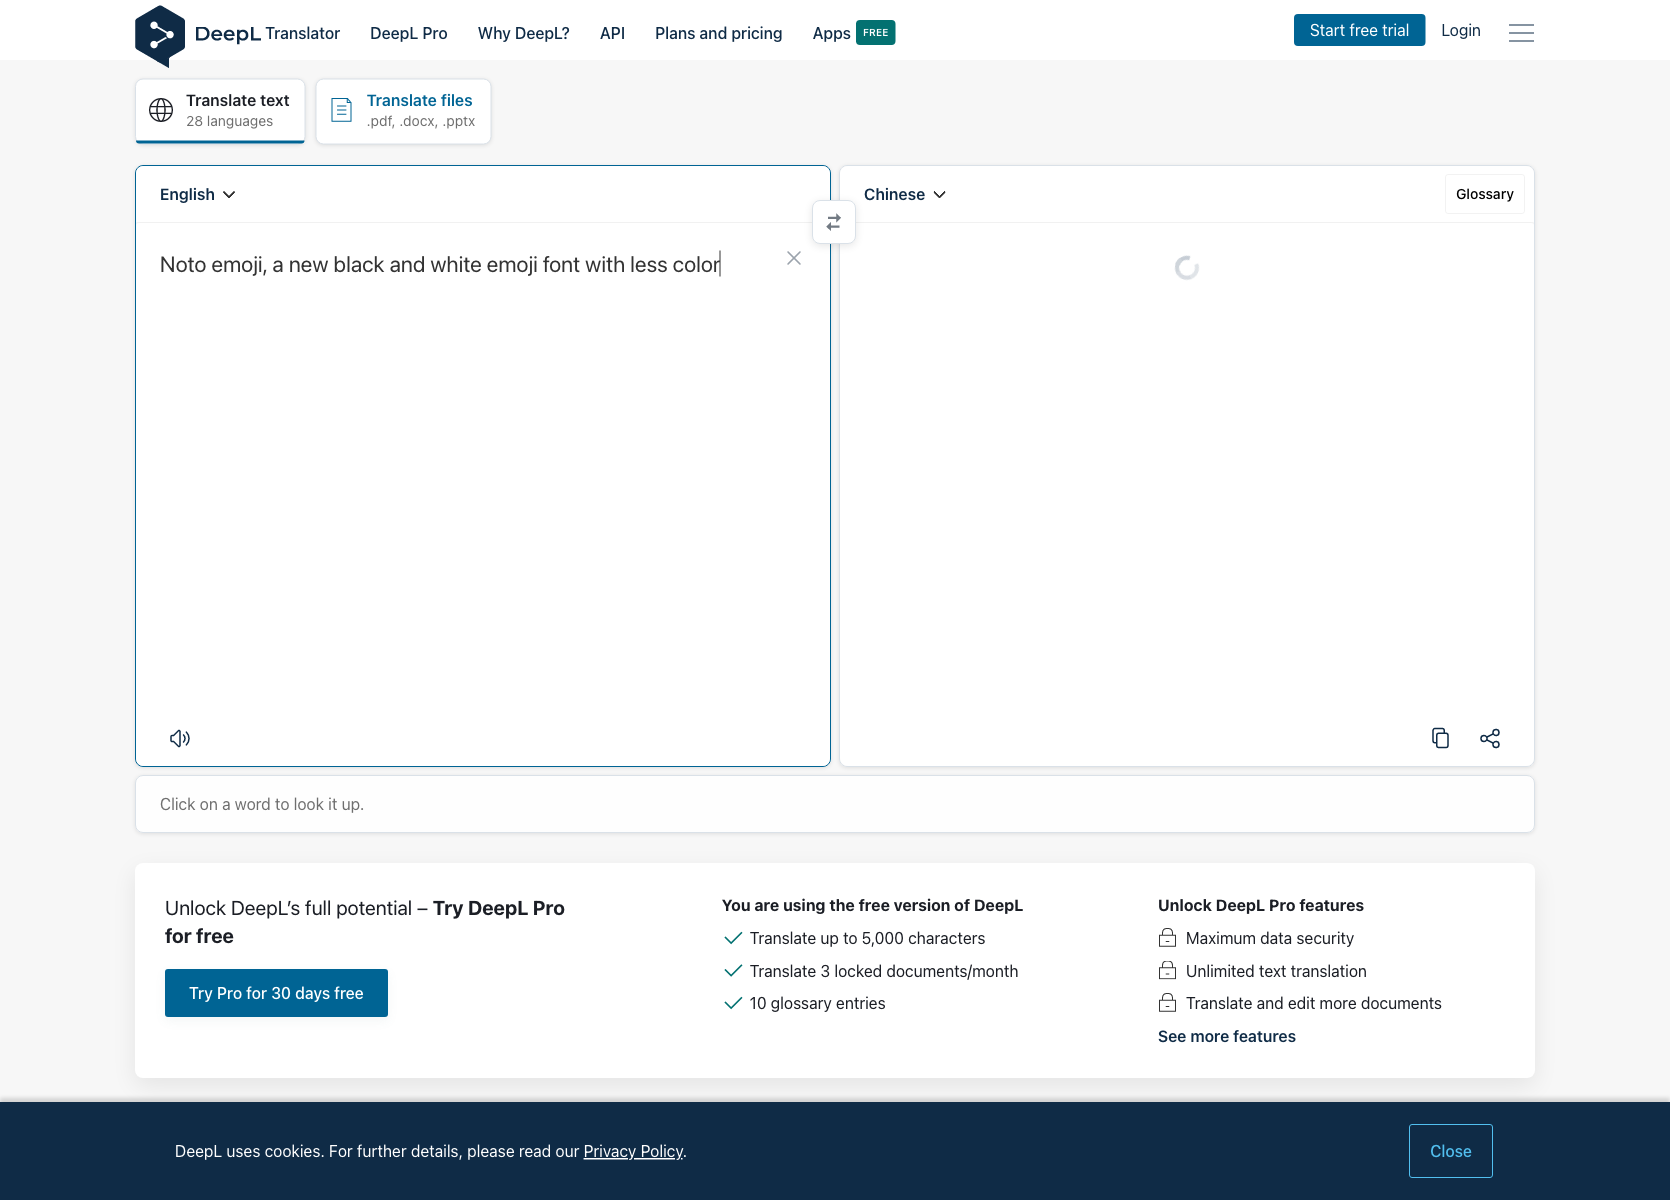 DeepL Translator DeepL Pro Why DeepL? API Plans and pricing Apps FREE Start free trial Login
Translate text
28 languages
Translate files
.pdf, .docx, .pptx
English
Chinese
Glossary
Noto emoji, a new black and white emoji font with less color
Click on a word to look it up.
Unlock DeepL’s full potential – Try DeepL Pro
for free
Try Pro for 30 days free
You are using the free version of DeepL
Translate up to 5,000 characters
Translate 3 locked documents/month
10 glossary entries
Unlock DeepL Pro features
Maximum data security
Unlimited text translation
Translate and edit more documents
See more features
DeepL uses cookies. For further details, please read our Privacy Policy.
Close